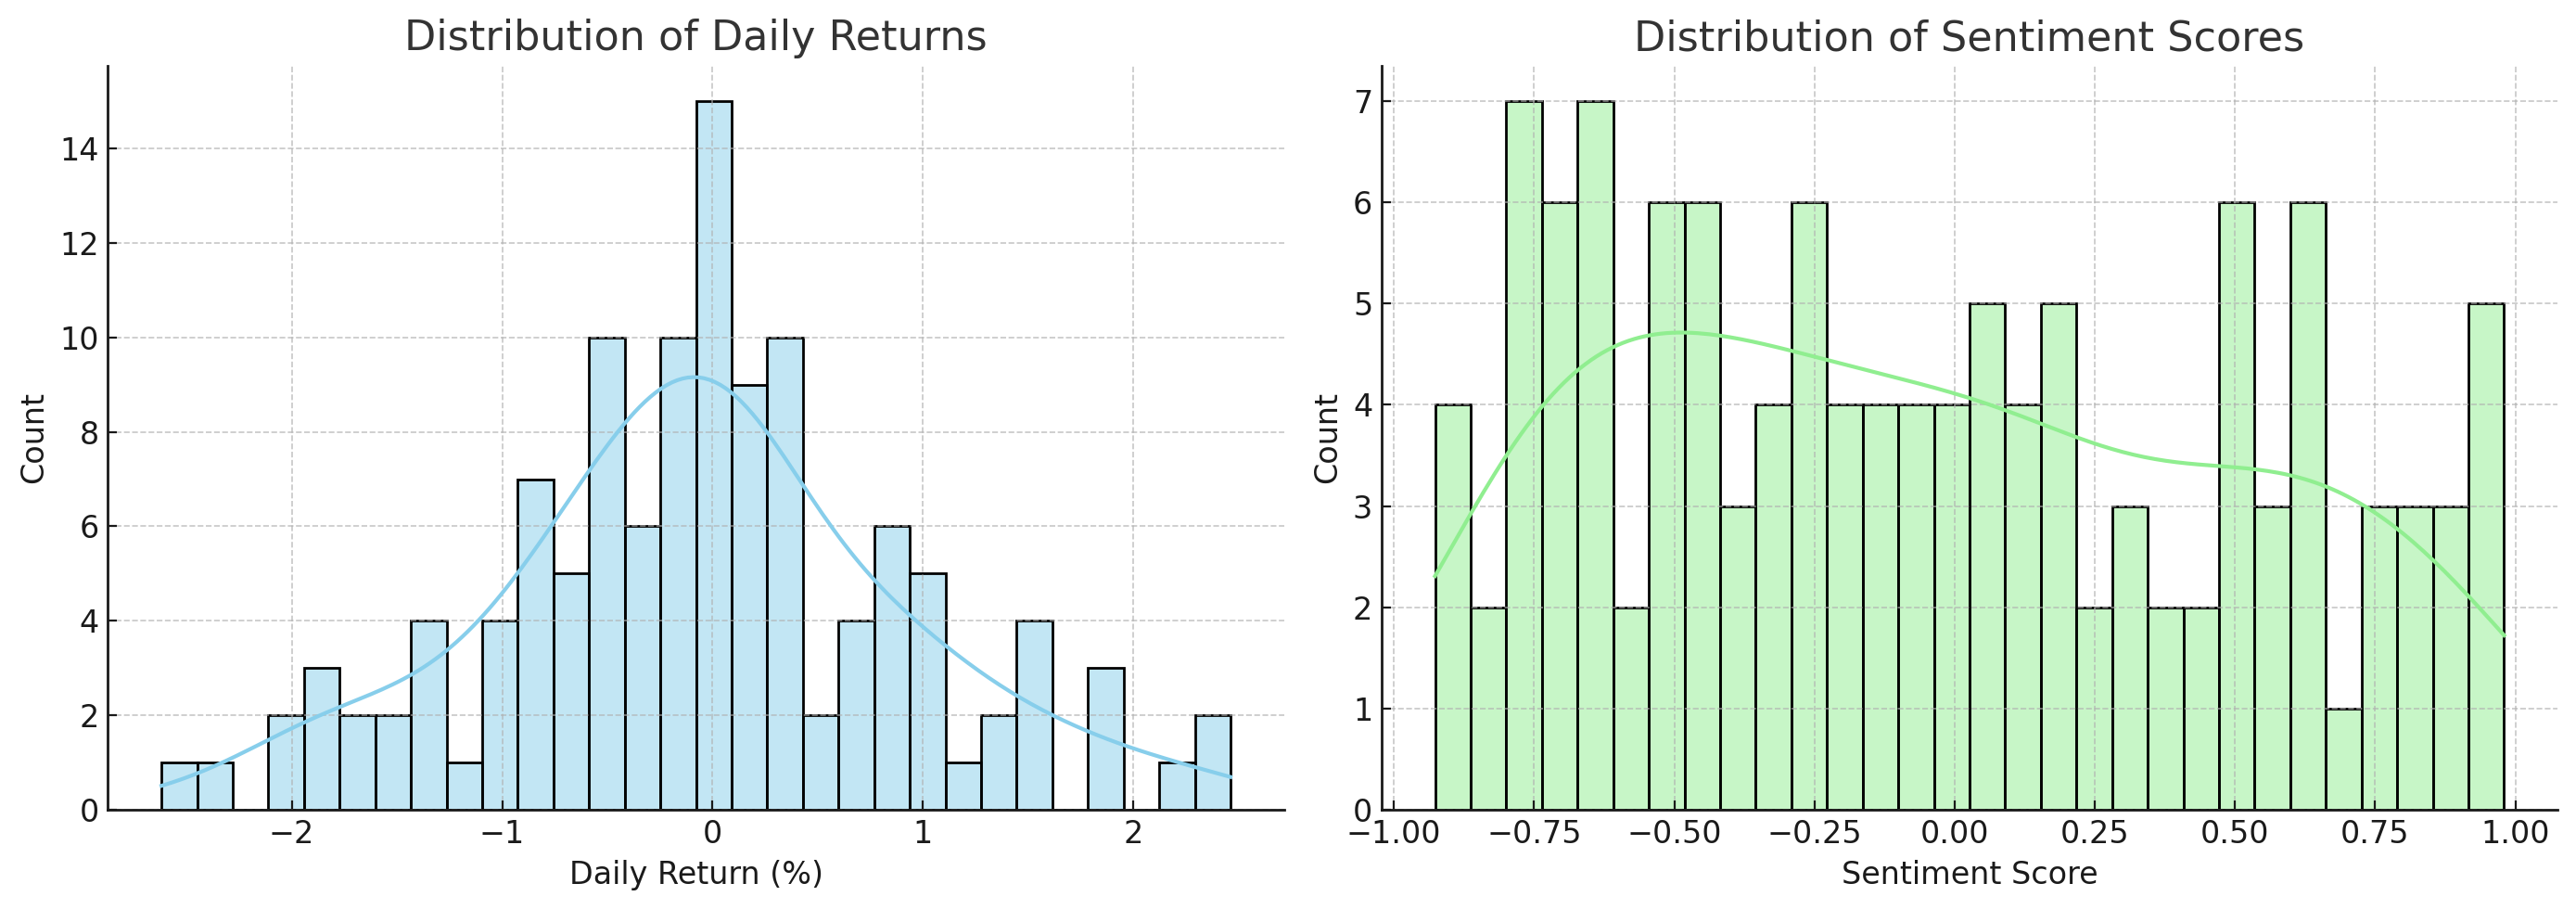 Distribution of Daily Returns
14
12
10
8
6
4
2
0
Count
−2 −1 0 1 2
Daily Return (%)
Distribution of Sentiment Scores
7
6
5
4
3
2
1
0
Count
−1.00 −0.75 −0.50 −0.25 0.00 0.25 0.50 0.75 1.00
Sentiment Score